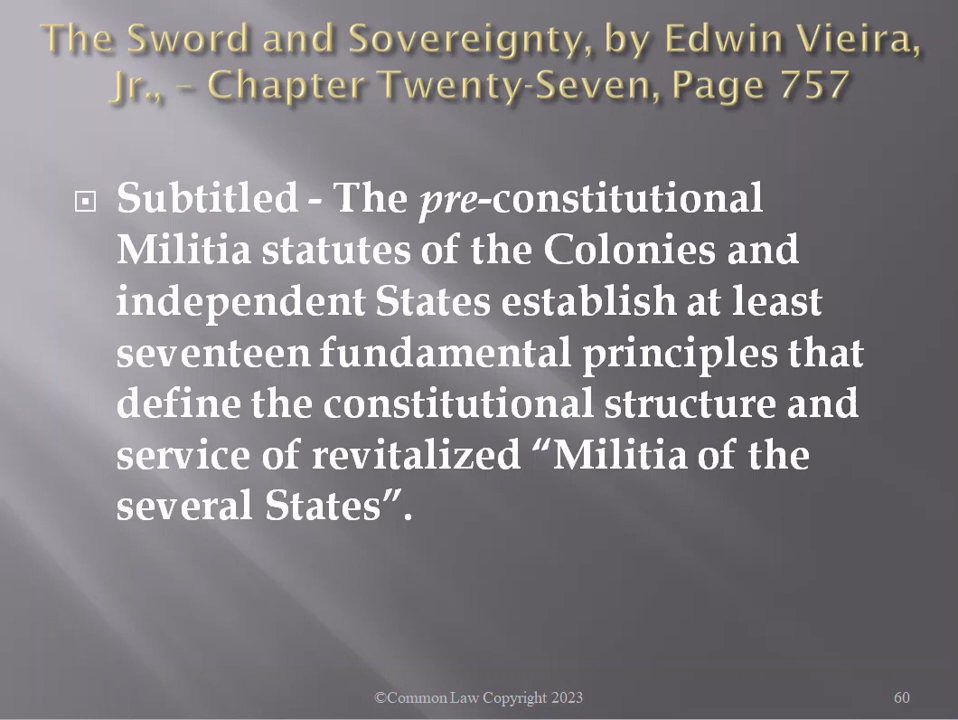 The Sword and Sovereignty, by Edwin Vieira,
Jr., – Chapter Twenty-Seven, Page 757
Subtitled - The pre-constitutional
Militia statutes of the Colonies and
independent States establish at least
seventeen fundamental principles that
define the constitutional structure and
service of revitalized “Militia of the
several States”.
©Common Law Copyright 2023
60